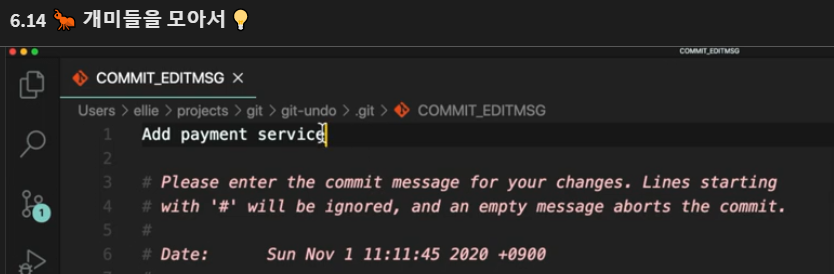 6.14 🐜 개미들을 모아서💡
COMMIT_EDITMSG
COMMIT_EDITMSG ×
Users > ellie > projects > git > git-undo > .git > COMMIT_EDITMSG
1 Add payment service
2
3 # Please enter the commit message for your changes. Lines starting
4 # with '#' will be ignored, and an empty message aborts the commit.
5 #
6 # Date: Sun Nov 1 11:11:45 2020 +0900
1